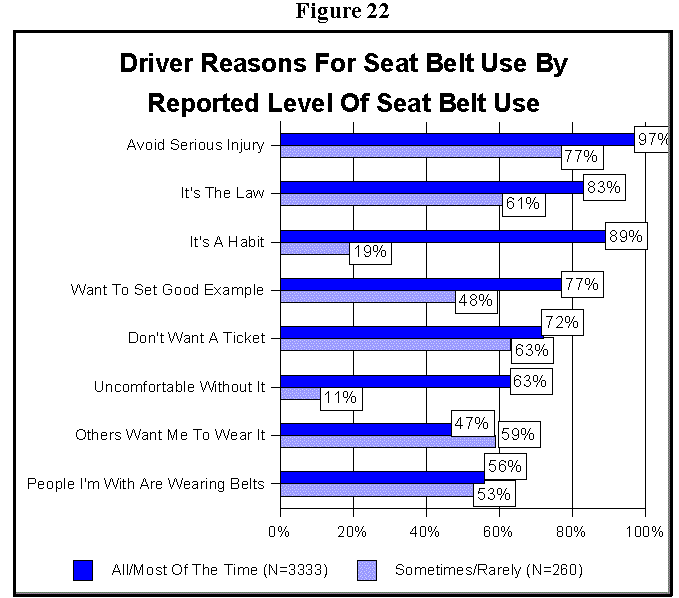 Figure 22
Driver Reasons For Seat Belt Use By
Reported Level Of Seat Belt Use
Avoid Serious Injury
97%
77%
It's The Law
83%
61%
It's A Habit
89%
19%
Want To Set Good Example
77%
48%
Don't Want A Ticket
72%
63%
Uncomfortable Without It
63%
11%
Others Want Me To Wear It
47%
59%
People I'm With Are Wearing Belts
56%
53%
0% 20% 40% 60% 80% 100%
All/Most Of The Time (N=3333) Sometimes/Rarely (N=260)